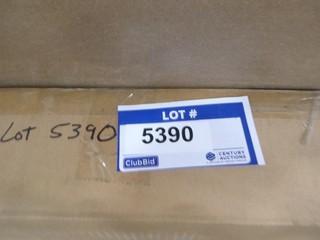 Lot 5390
LOT #
5390
ClubBid
CENTURY
AUCTIONS